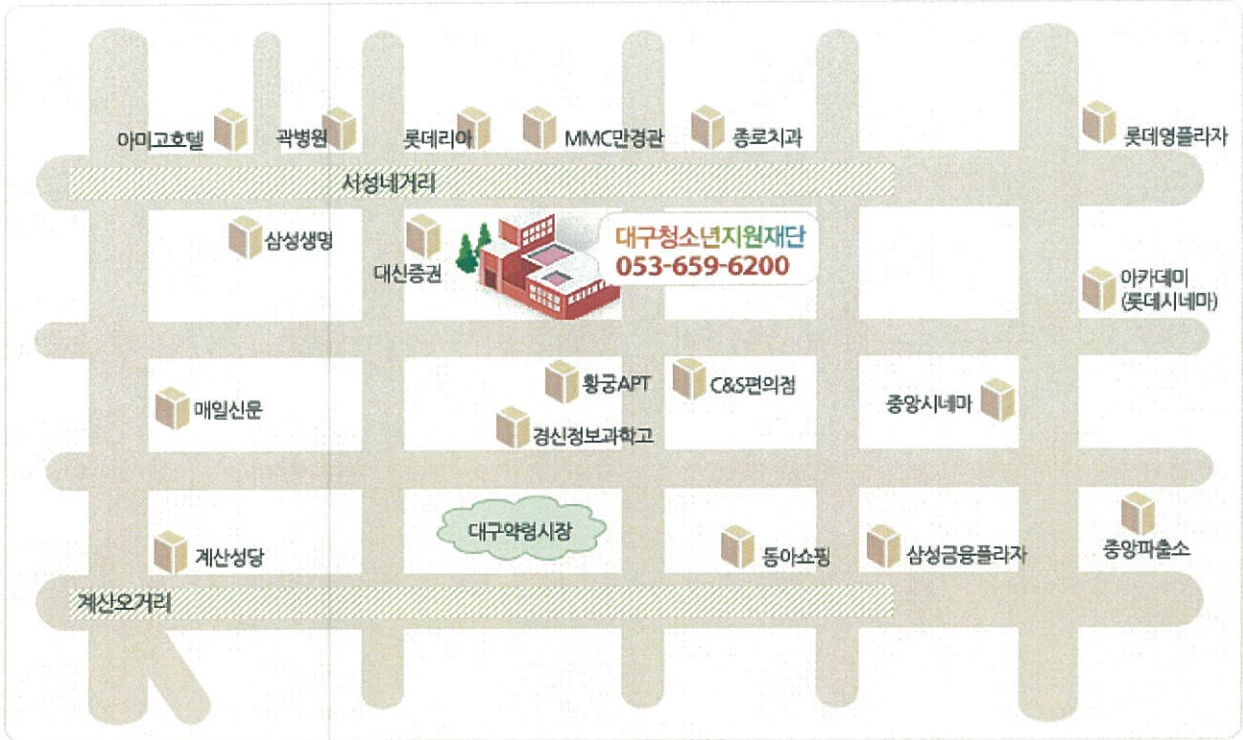 아미고호텔
곽병원
롯데리아
MMC만경관
종로치과
롯데영플라자
서성네거리
삼성생명
대신증권
대구청소년지원재단
053-659-6200
아카데미
(롯데시네마)
매일신문
황궁APT
C&S편의점
중앙시네마
경신정보과학고
대구약령시장
계산성당
동아쇼핑
삼성금융플라자
중앙파출소
계산오거리